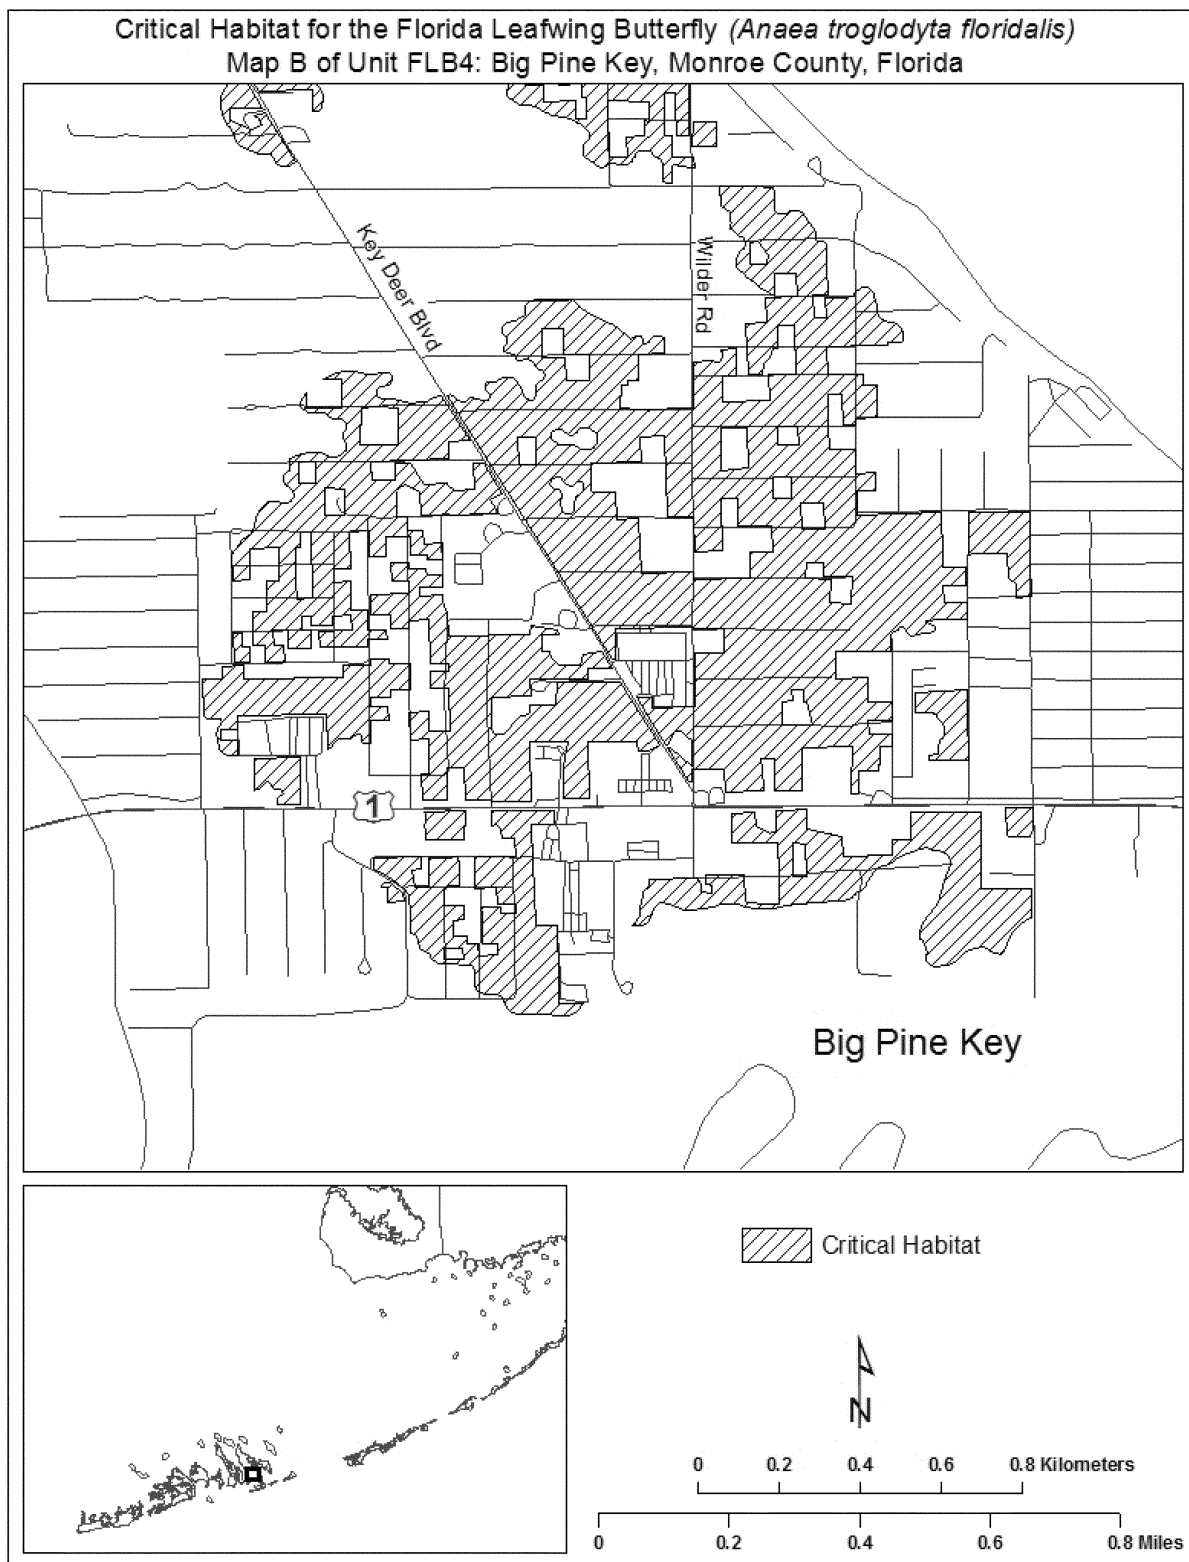 Critical Habitat for the Florida Leafwing Butterfly (Anaea troglodyta floridalis)
Map B of Unit FLB4: Big Pine Key, Monroe County, Florida
Key Deer Blvd
Wilder Rd
1
Big Pine Key
Critical Habitat
N
0 0.2 0.4 0.6 0.8 Kilometers
0 0.2 0.4 0.6 0.8 Miles